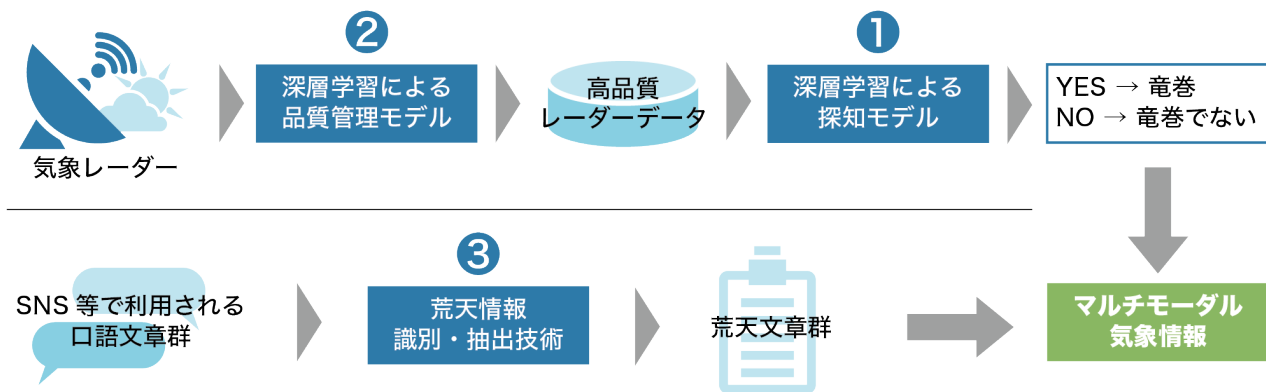 気象レーダー
❷
深層学習による
品質管理モデル
高品質
レーダーデータ
❶
深層学習による
探知モデル
YES → 竜巻
NO → 竜巻でない
SNS 等で利用される
口語文章群
❸
荒天情報
識別・抽出技術
荒天文章群
マルチモーダル
気象情報